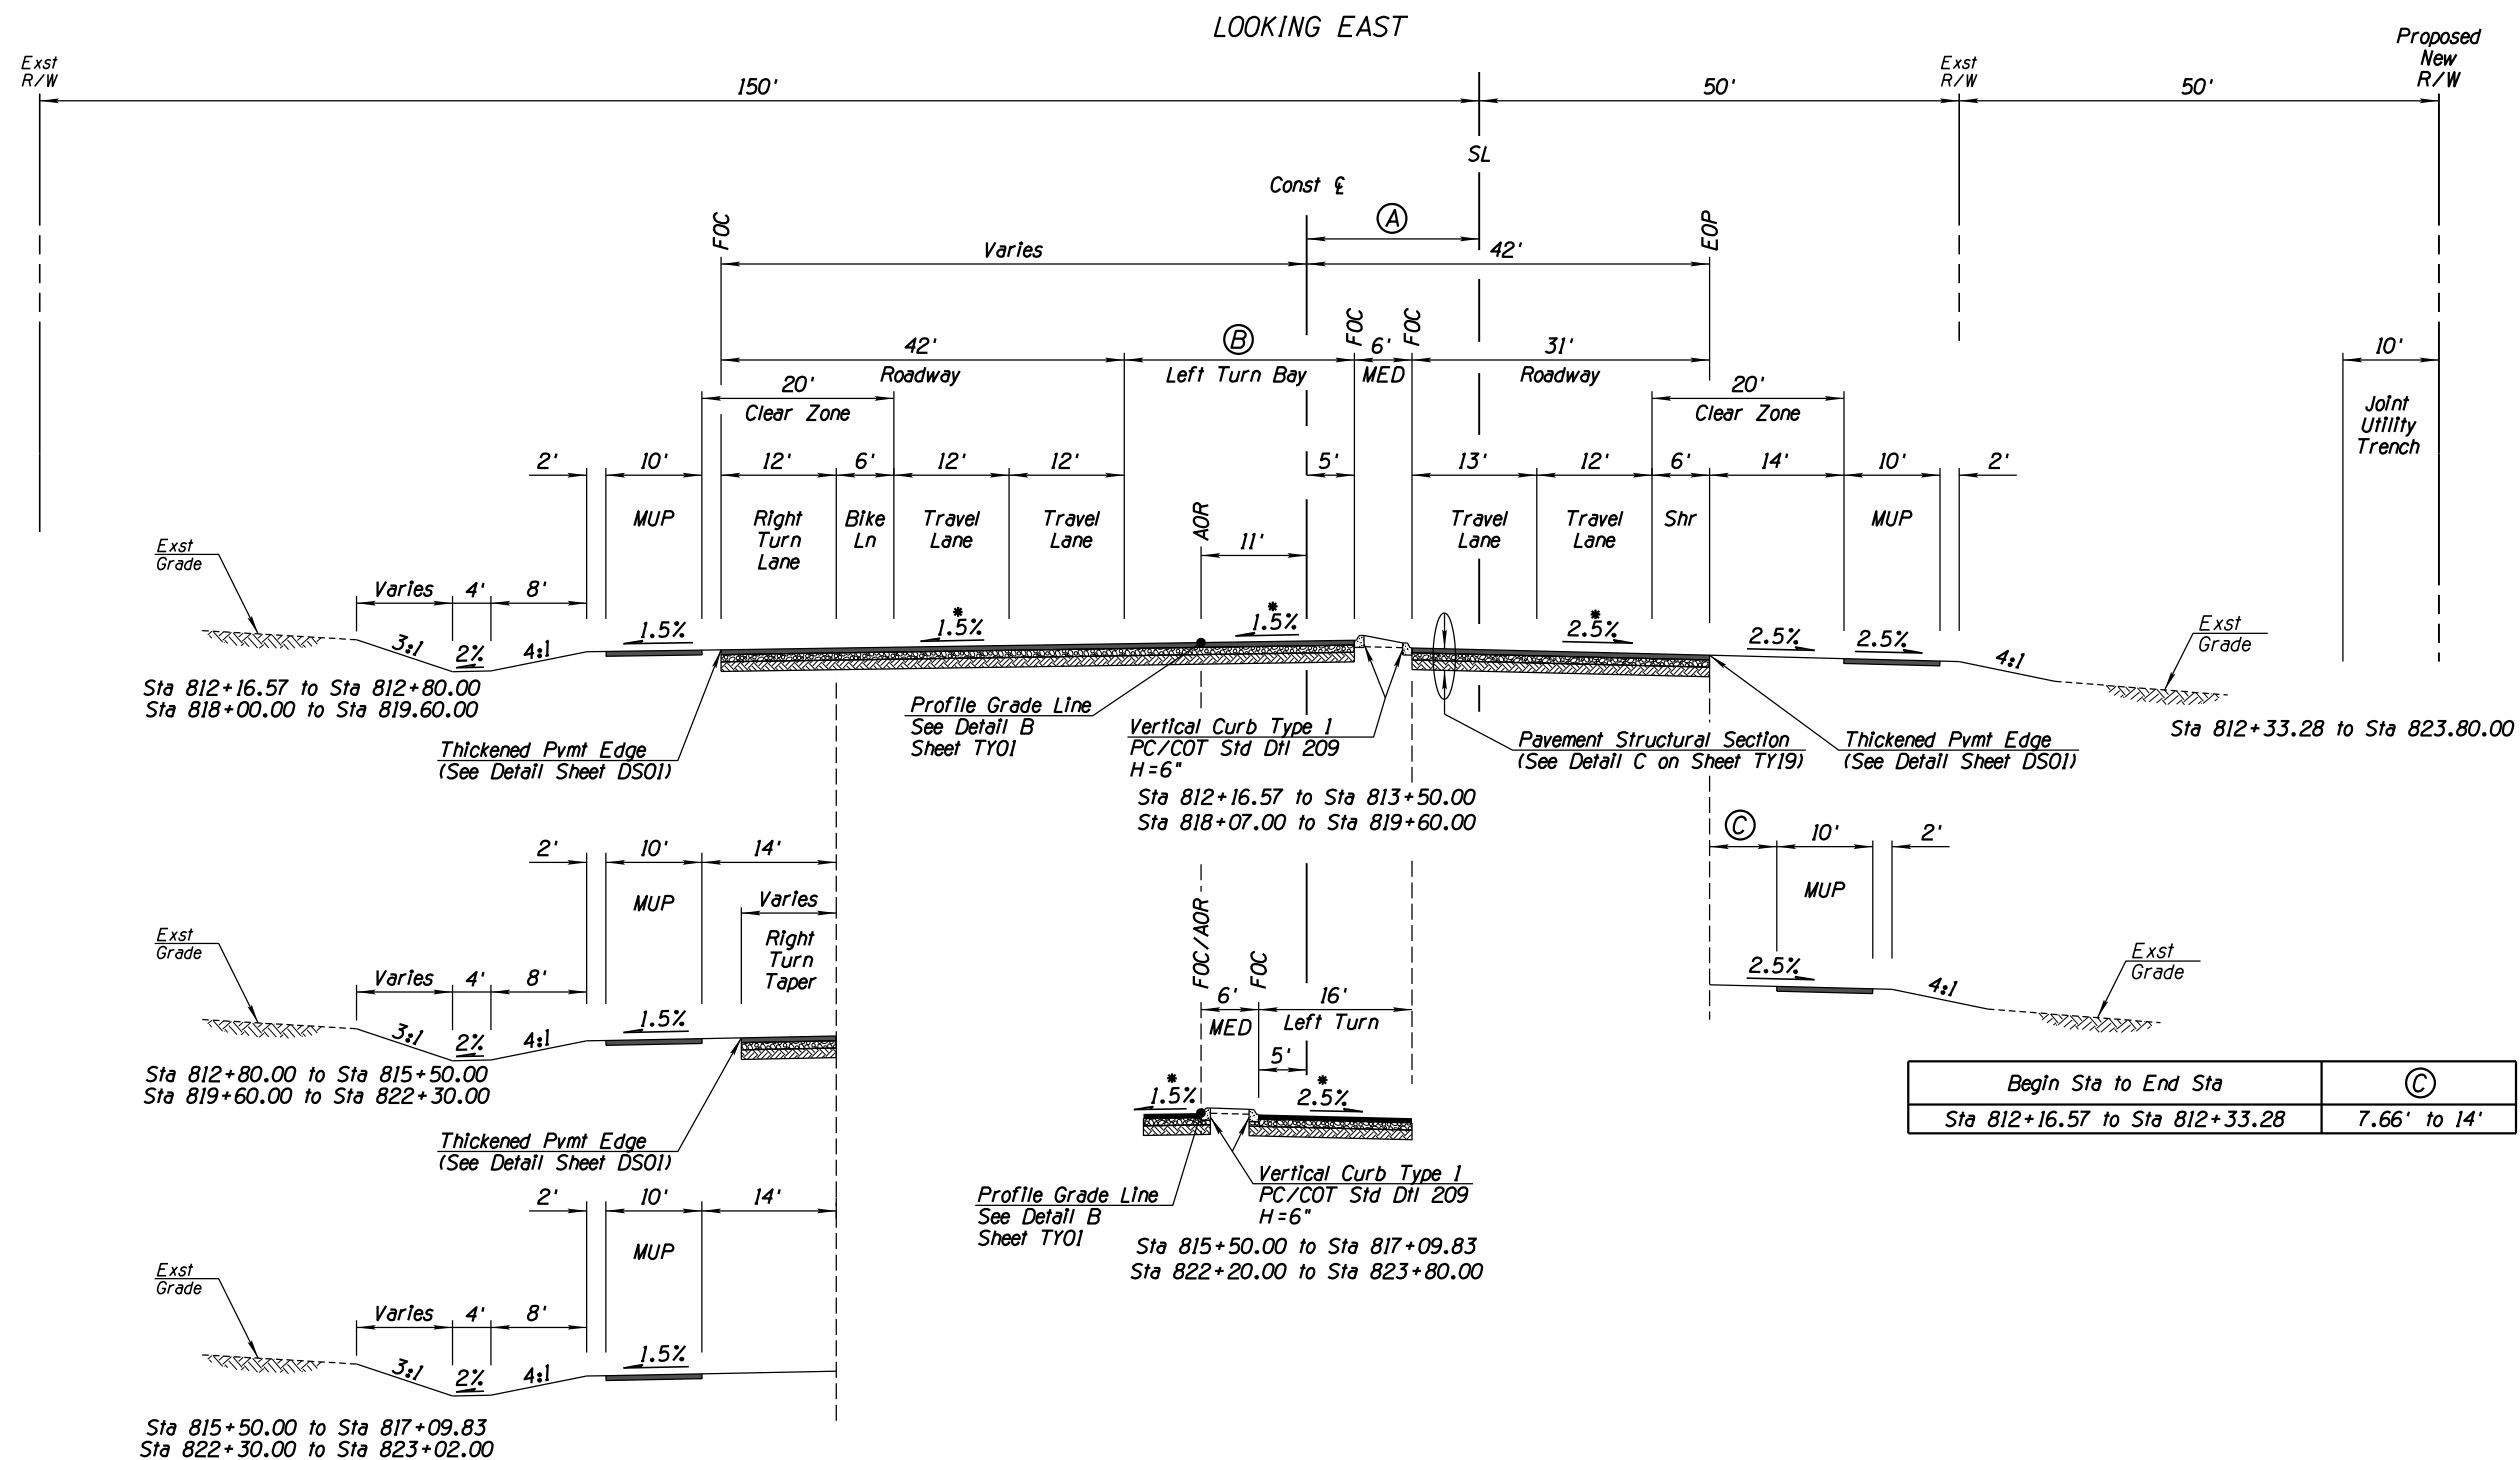 LOOKING EAST
Exst
R/W
150'
50'
Exst
R/W
50'
Proposed
New
R/W
SL
Const ℄
A
FOC
Varies
42'
EOP
42'
Roadway
B
Left Turn Bay
FOC
6'
MED
FOC
31'
Roadway
10'
Joint
Utility
Trench
20'
Clear Zone
20'
Clear Zone
2'
10'
12'
6'
12'
12'
5'
13'
12'
6'
14'
10'
2'
MUP
Right
Turn
Lane
Bike
Ln
Travel
Lane
Travel
Lane
AOR
11'
Travel
Lane
Travel
Lane
Shr
MUP
Exst
Grade
Varies
4'
8'
3:1
2%
4:1
1.5%
*
1.5%
*
1.5%
*
2.5%
2.5%
2.5%
4:1
Exst
Grade
Sta 812+16.57 to Sta 812+80.00
Sta 818+00.00 to Sta 819.60.00
Thickened Pvmt Edge
(See Detail Sheet DS01)
Profile Grade Line
See Detail B
Sheet TY01
Vertical Curb Type 1
PC/COT Std Dtl 209
H=6"
Sta 812+16.57 to Sta 813+50.00
Sta 818+07.00 to Sta 819+60.00
Pavement Structural Section
(See Detail C on Sheet TY19)
Thickened Pvmt Edge
(See Detail Sheet DS01)
Sta 812+33.28 to Sta 823.80.00
2'
10'
14'
MUP
Varies
Right
Turn
Taper
Exst
Grade
Varies
4'
8'
3:1
2%
4:1
1.5%
Sta 812+80.00 to Sta 815+50.00
Sta 819+60.00 to Sta 822+30.00
Thickened Pvmt Edge
(See Detail Sheet DS01)
FOC/AOR
FOC
6'
MED
16'
Left Turn
5'
*
1.5%
*
2.5%
Profile Grade Line
See Detail B
Sheet TY01
Vertical Curb Type 1
PC/COT Std Dtl 209
H=6"
Sta 815+50.00 to Sta 817+09.83
Sta 822+20.00 to Sta 823+80.00
C
10'
2'
MUP
2.5%
4:1
Exst
Grade
Begin Sta to End Sta
C
Sta 812+16.57 to Sta 812+33.28
7.66' to 14'
2'
10'
14'
MUP
Exst
Grade
Varies
4'
8'
3:1
2%
4:1
1.5%
Sta 815+50.00 to Sta 817+09.83
Sta 822+30.00 to Sta 823+02.00